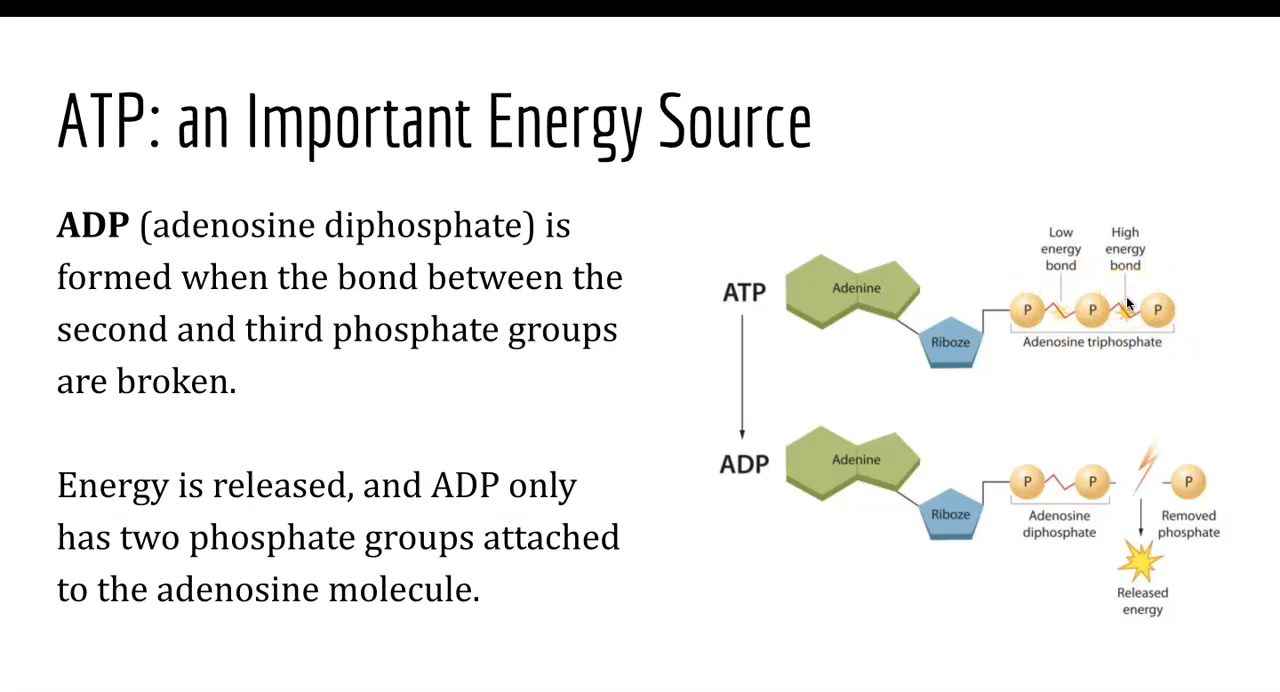 ATP: an Important Energy Source
ADP (adenosine diphosphate) is
formed when the bond between the
second and third phosphate groups
are broken.
Energy is released, and ADP only
has two phosphate groups attached
to the adenosine molecule.
Low
energy
bond
High
energy
bond
ATP
Adenine
Riboze
P
P
P
Adenosine triphosphate
ADP
Adenine
Riboze
P
P
P
Adenosine
diphosphate
Removed
phosphate
Released
energy